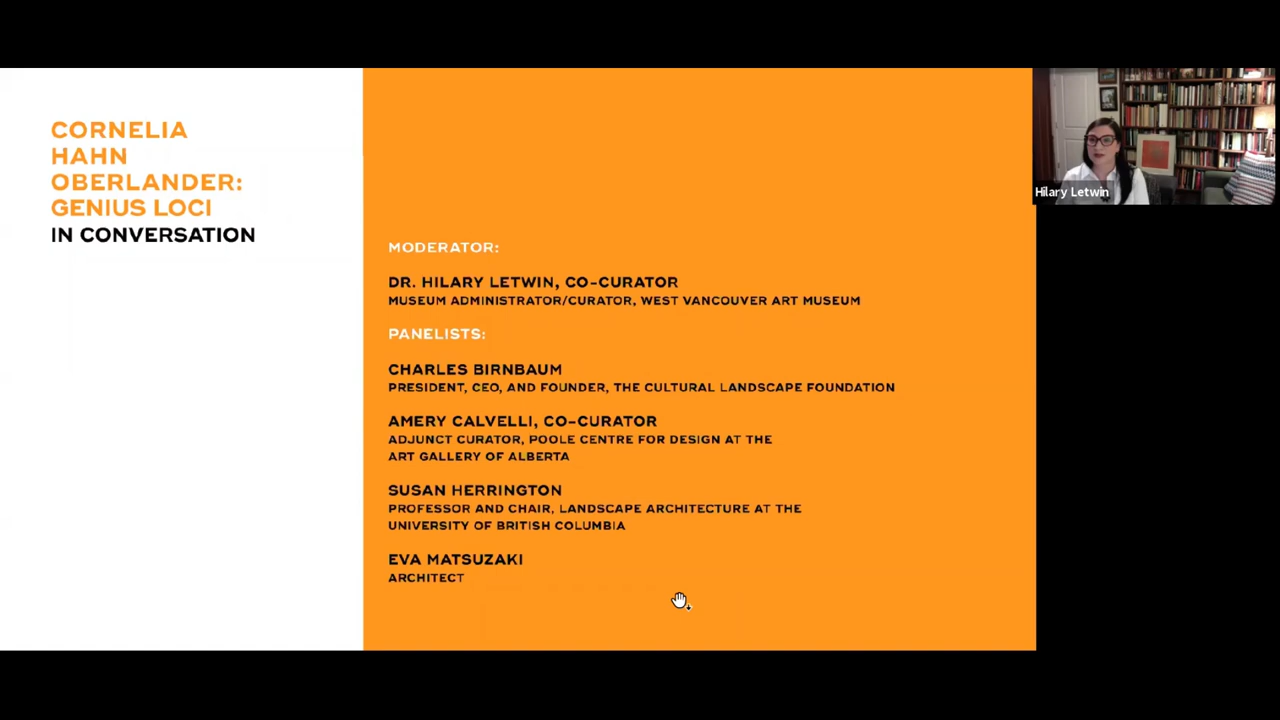 CORNELIA
HAHN
OBERLANDER:
GENIUS LOCI
IN CONVERSATION
MODERATOR:
DR. HILARY LETWIN, CO-CURATOR
MUSEUM ADMINISTRATOR/CURATOR, WEST VANCOUVER ART MUSEUM
PANELISTS:
CHARLES BIRNBAUM
PRESIDENT, CEO, AND FOUNDER, THE CULTURAL LANDSCAPE FOUNDATION
AMERY CALVELLI, CO-CURATOR
ADJUNCT CURATOR, POOLE CENTRE FOR DESIGN AT THE
ART GALLERY OF ALBERTA
SUSAN HERRINGTON
PROFESSOR AND CHAIR, LANDSCAPE ARCHITECTURE AT THE
UNIVERSITY OF BRITISH COLUMBIA
EVA MATSUZAKI
ARCHITECT
Hilary Letwin